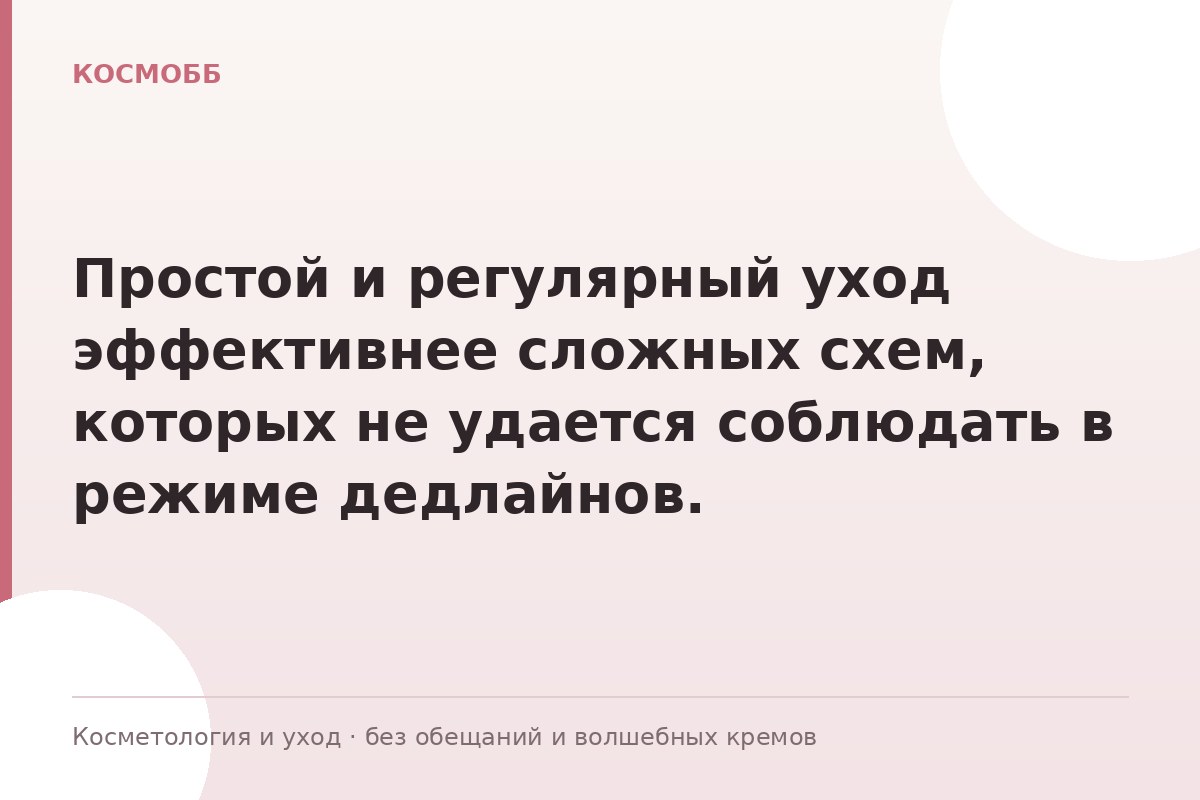 КОСМОББ
Простой и регулярный уход
эффективнее сложных схем,
которых не удается соблюдать в
режиме дедлайнов.
Косметология и уход · без обещаний и волшебных кремов